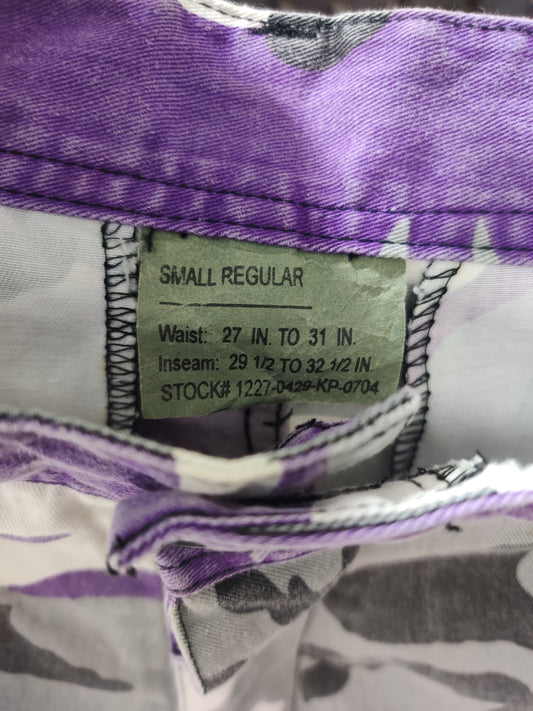 SMALL REGULAR
Waist: 27 IN. TO 31 IN.
Inseam: 29 1/2 TO 32 1/2 IN.
STOCK# 1227-0429-KP-0704